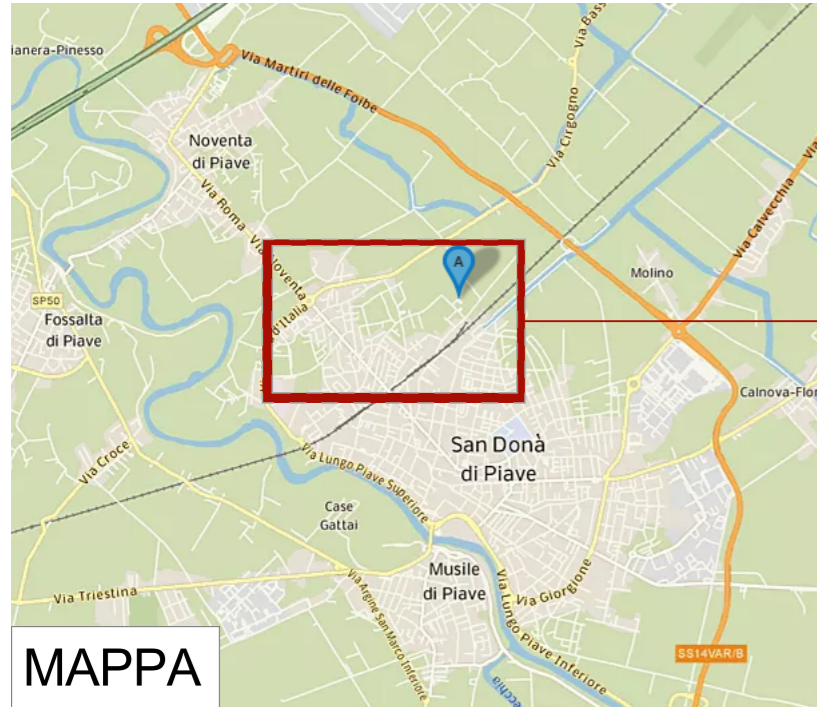 ianera-Pinesso
Via Martiri delle Foibe
Via Bass
Via Cirgogno
Noventa
di Piave
Via Roma
Via Noventa
Via Calvecchia
Via
A
Molino
SP50
Fossalta
di Piave
d'Italia
Calnova-Flor
San Donà
di Piave
Via Croce
Via Lungo Piave Superiore
Case
Gattai
Musile
di Piave
Via Triestina
Via Argine San Marco Inferiore
Via Lungo Piave Inferiore
Via Giorgione
SS14VAR/B
ecchia
MAPPA